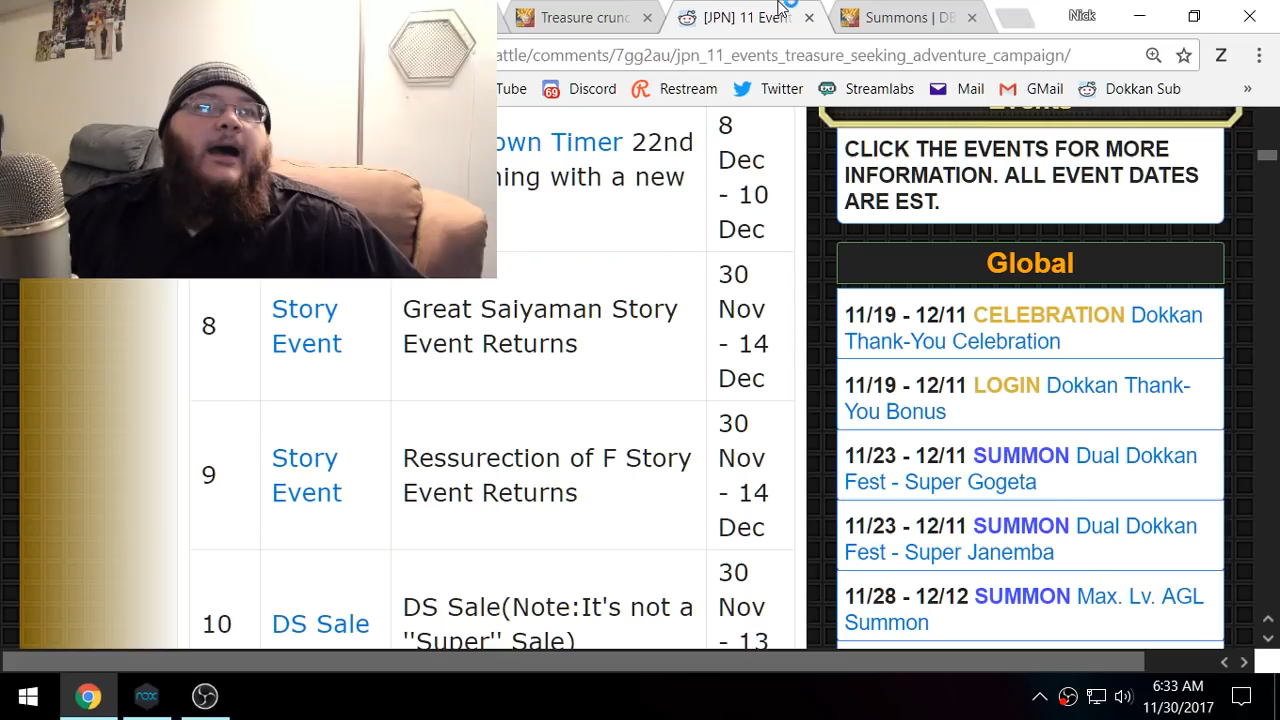 Treasure crunc
[JPN] 11 Eve
Summons | DB
Nick
attle/comments/7gg2au/jpn_11_events_treasure_seeking_adventure_campaign/
Z
Tube
69
Discord
Restream
Twitter
Streamlabs
Mail
GMail
Dokkan Sub
»
own Timer 22nd
ning with a new
8
Dec
- 10
Dec
8
Story
Event
Great Saiyaman Story
Event Returns
30
Nov
- 14
Dec
9
Story
Event
Ressurection of F Story
Event Returns
30
Nov
- 14
Dec
10
DS Sale
DS Sale(Note:It's not a
"Super" Sale)
30
Nov
- 13
Events
CLICK THE EVENTS FOR MORE
INFORMATION. ALL EVENT DATES
ARE EST.
Global
11/19 - 12/11 CELEBRATION Dokkan
Thank-You Celebration
11/19 - 12/11 LOGIN Dokkan Thank-
You Bonus
11/23 - 12/11 SUMMON Dual Dokkan
Fest - Super Gogeta
11/23 - 12/11 SUMMON Dual Dokkan
Fest - Super Janemba
11/28 - 12/12 SUMMON Max. Lv. AGL
Summon
nox
6:33 AM
11/30/2017